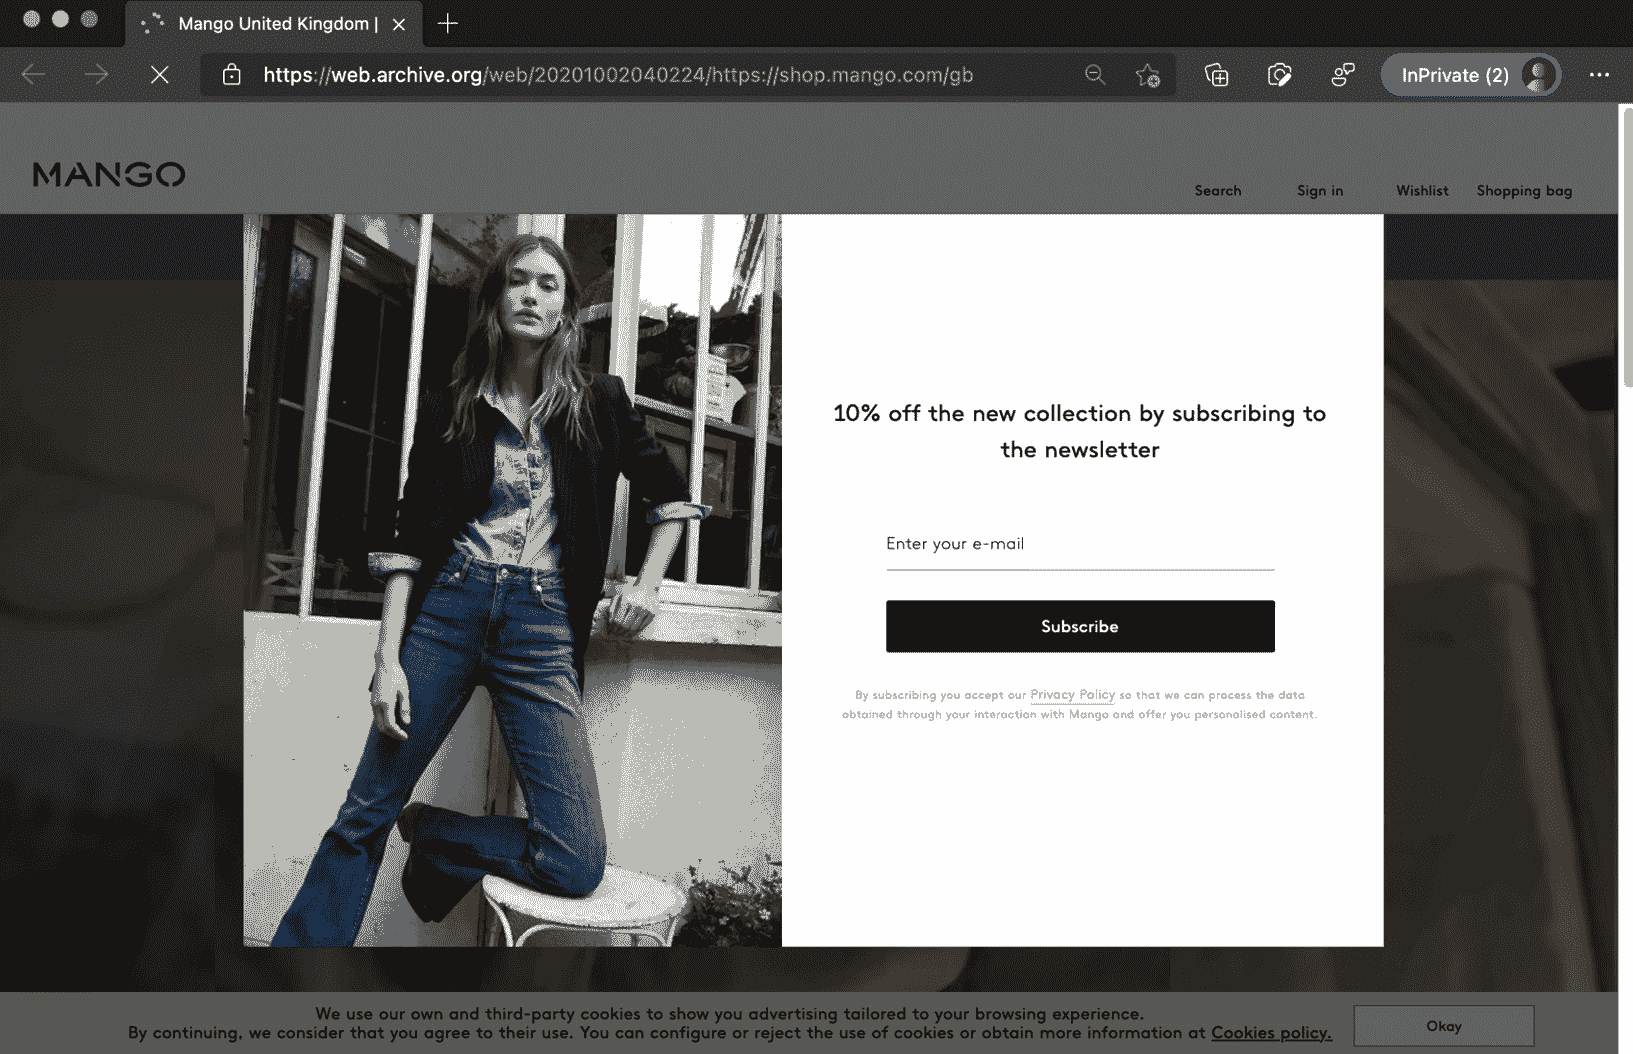 Mango United Kingdom |
https://web.archive.org/web/20201002040224/https://shop.mango.com/gb
InPrivate (2)
MANGO
Search
Sign in
Wishlist
Shopping bag
10% off the new collection by subscribing to
the newsletter
Enter your e-mail
Subscribe
By subscribing you accept our Privacy Policy so that we can process the data
obtained through your interaction with Mango and offer you personalised content.
We use our own and third-party cookies to show you advertising tailored to your browsing experience.
By continuing, we consider that you agree to their use. You can configure or reject the use of cookies or obtain more information at Cookies policy.
Okay